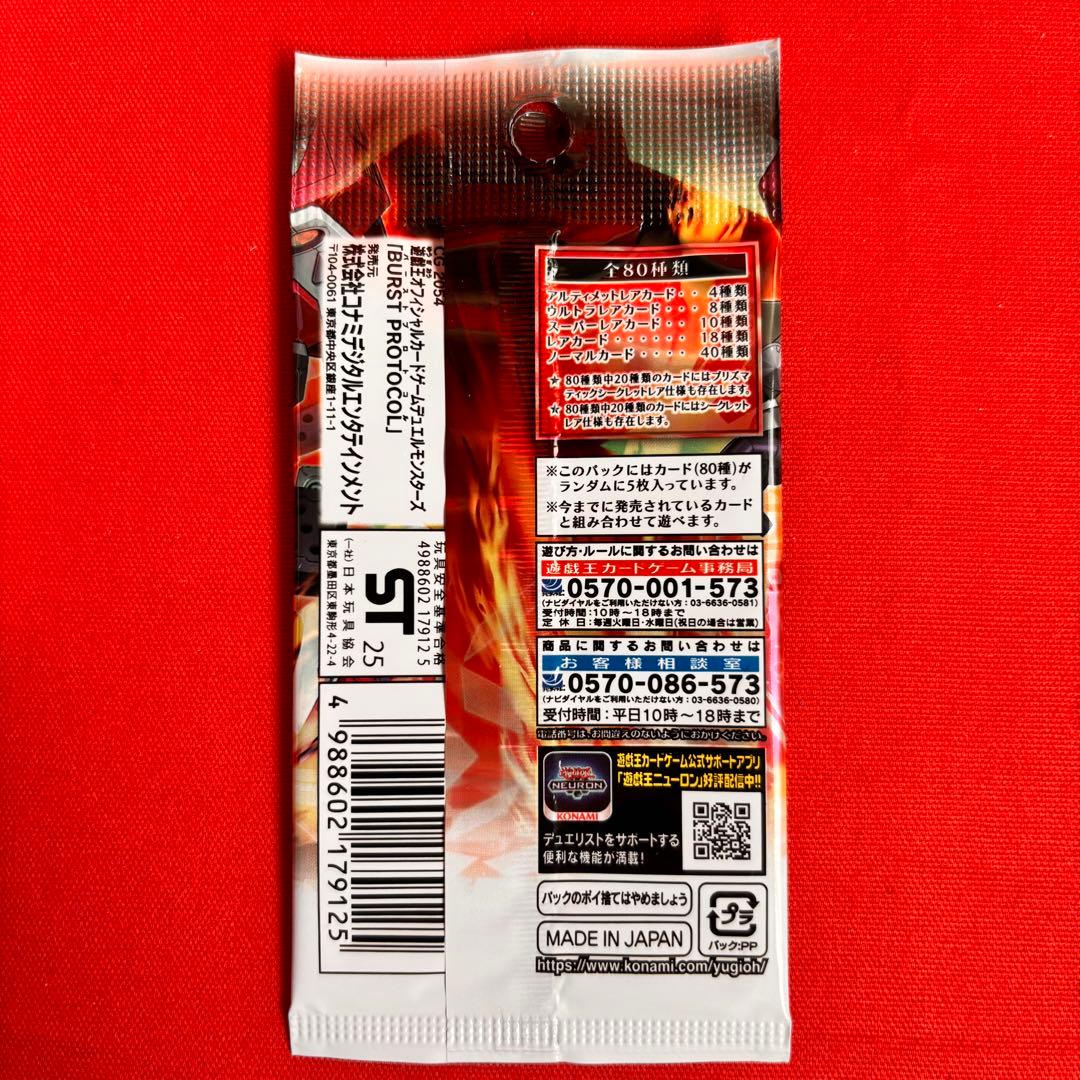 CG 2054
遊戯王オフィシャルカードゲームデュエルモンスターズ
「BURST PROTOCOL」
バースト プロトコル
発売元
株式会社コナミデジタルエンタテインメント
〒104-0061 東京都中央区銀座1-11-1
玩具安全基準合格
4988602 17912 5
ST 25
(一社)日本玩具協会
東京都墨田区東駒形4-22-4
4 988602 179125
全80種類
アルティメットレアカード・・ 4種類
ウルトラレアカード・・・ 8種類
スーパーレアカード・・ 10種類
レアカード・・・・・・ 18種類
ノーマルカード・・・・ 40種類
★ 80種類中20種類のカードにはプリズマ
ティックシークレットレア仕様も存在します。
★ 80種類中20種類のカードにはシークレット
レア仕様も存在します。
※このパックにはカード(80種)が
ランダムに5枚入っています。
※今までに発売されているカード
と組み合わせて遊べます。
遊び方・ルールに関するお問い合わせは
遊戯王カードゲーム事務局
0570-001-573
(ナビダイヤルをご利用いただけない方:03-6636-0581)
受付時間:10時〜18時まで
定休日:毎週火曜日・水曜日(祝日の場合は営業)
商品に関するお問い合わせは
お客様相談室
0570-086-573
(ナビダイヤルをご利用いただけない方:03-6636-0580)
受付時間:平日10時〜18時まで
電話番号は、お間違えのないようにおかけください。
遊戯王カードゲーム公式サポートアプリ
「遊戯王ニューロン」好評配信中!!
NEURON
KONAMI
デュエリストをサポートする
便利な機能が満載!
パックのポイ捨てはやめましょう
プラ
パック:PP
MADE IN JAPAN
https://www.konami.com/yugioh/